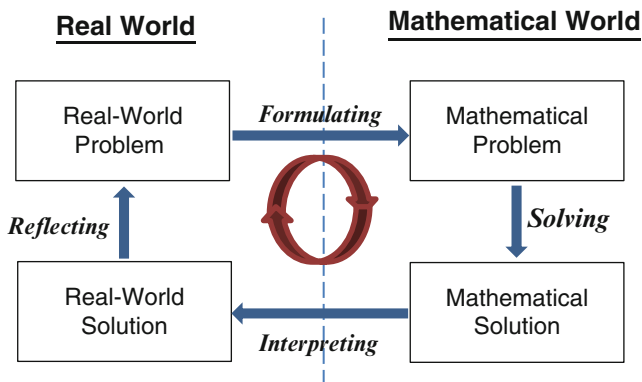 Real World
Mathematical World
Real-World
Problem
Formulating
Mathematical
Problem
Reflecting
Solving
Real-World
Solution
Interpreting
Mathematical
Solution